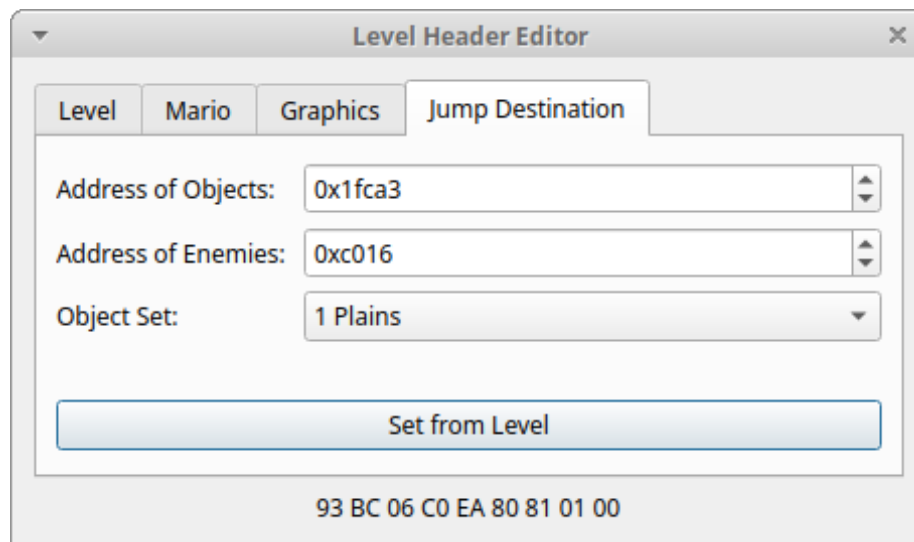 Level Header Editor
Level Mario Graphics Jump Destination
Address of Objects: 0x1fca3
Address of Enemies: 0xc016
Object Set: 1 Plains
Set from Level
93 BC 06 C0 EA 80 81 01 00